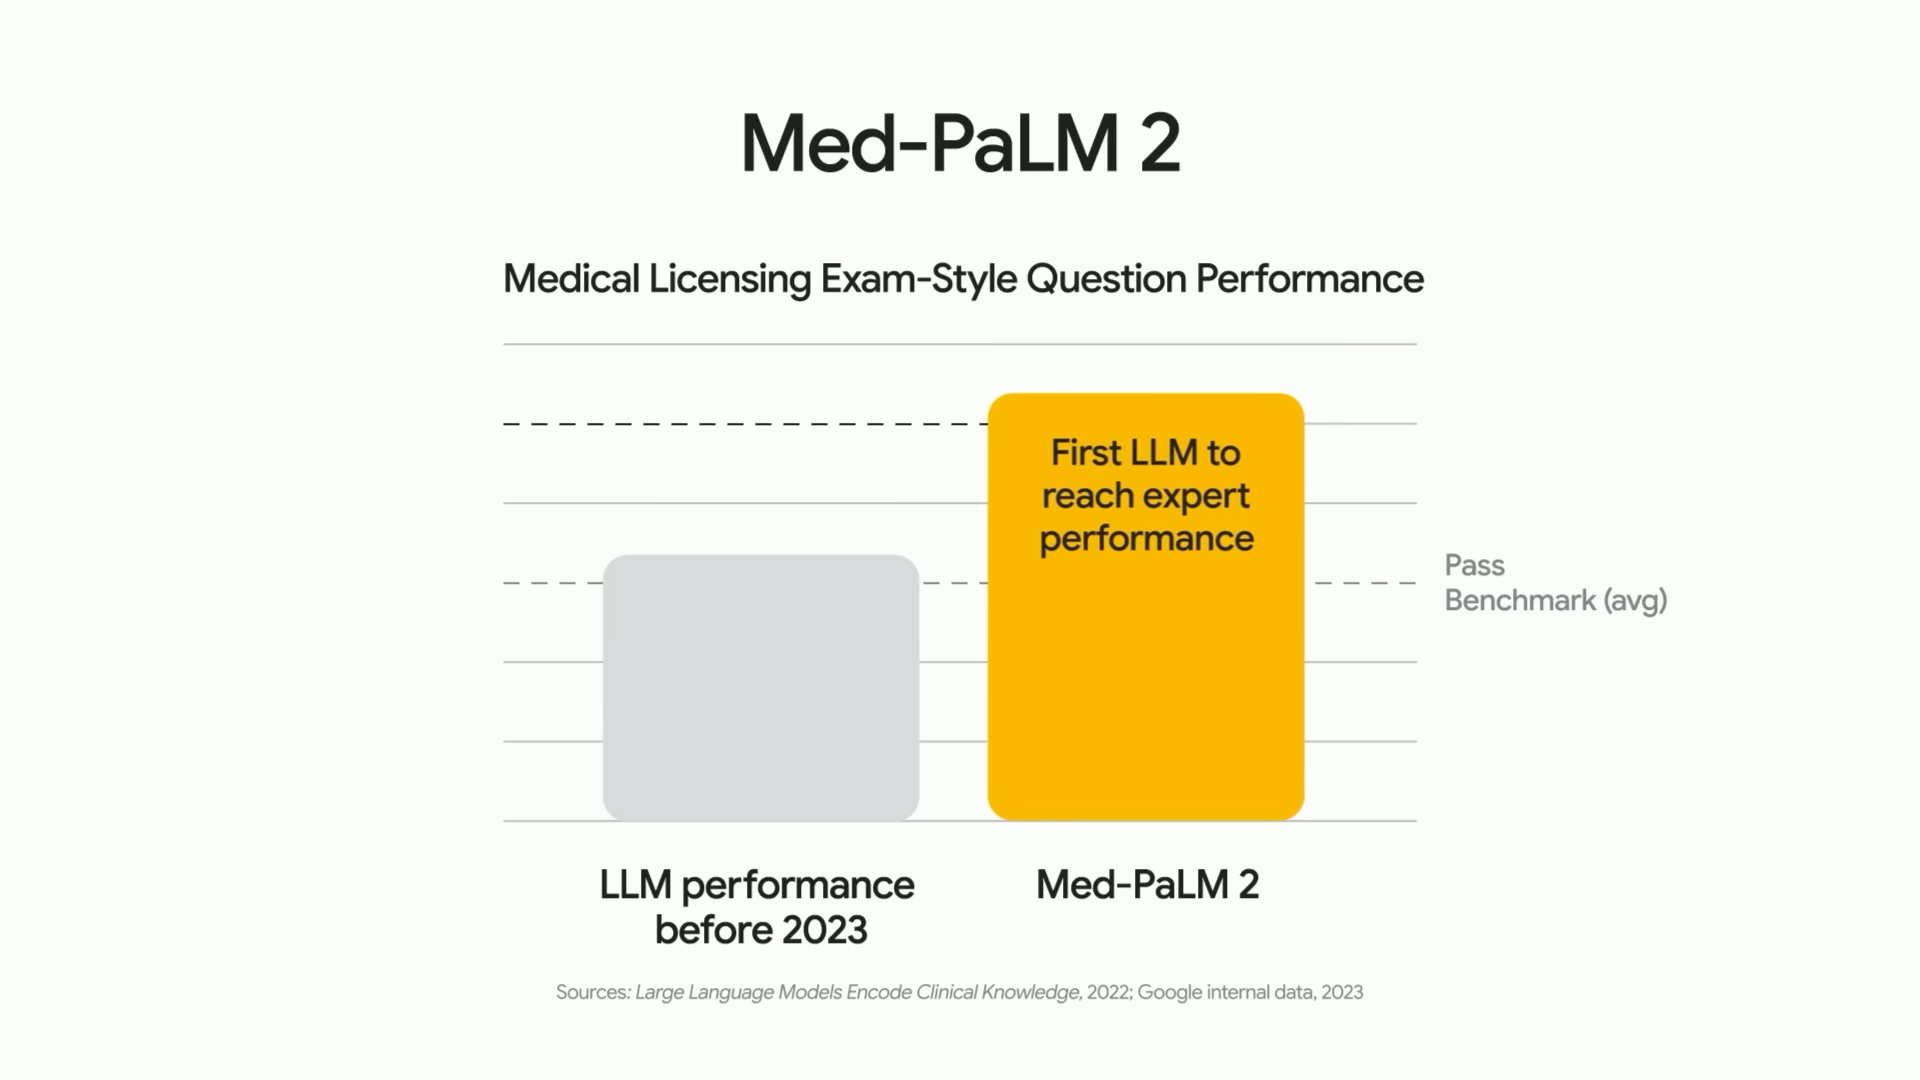 Med-PaLM 2
Medical Licensing Exam-Style Question Performance
First LLM to
reach expert
performance
Pass
Benchmark (avg)
LLM performance
before 2023
Med-PaLM 2
Sources: Large Language Models Encode Clinical Knowledge, 2022; Google internal data, 2023